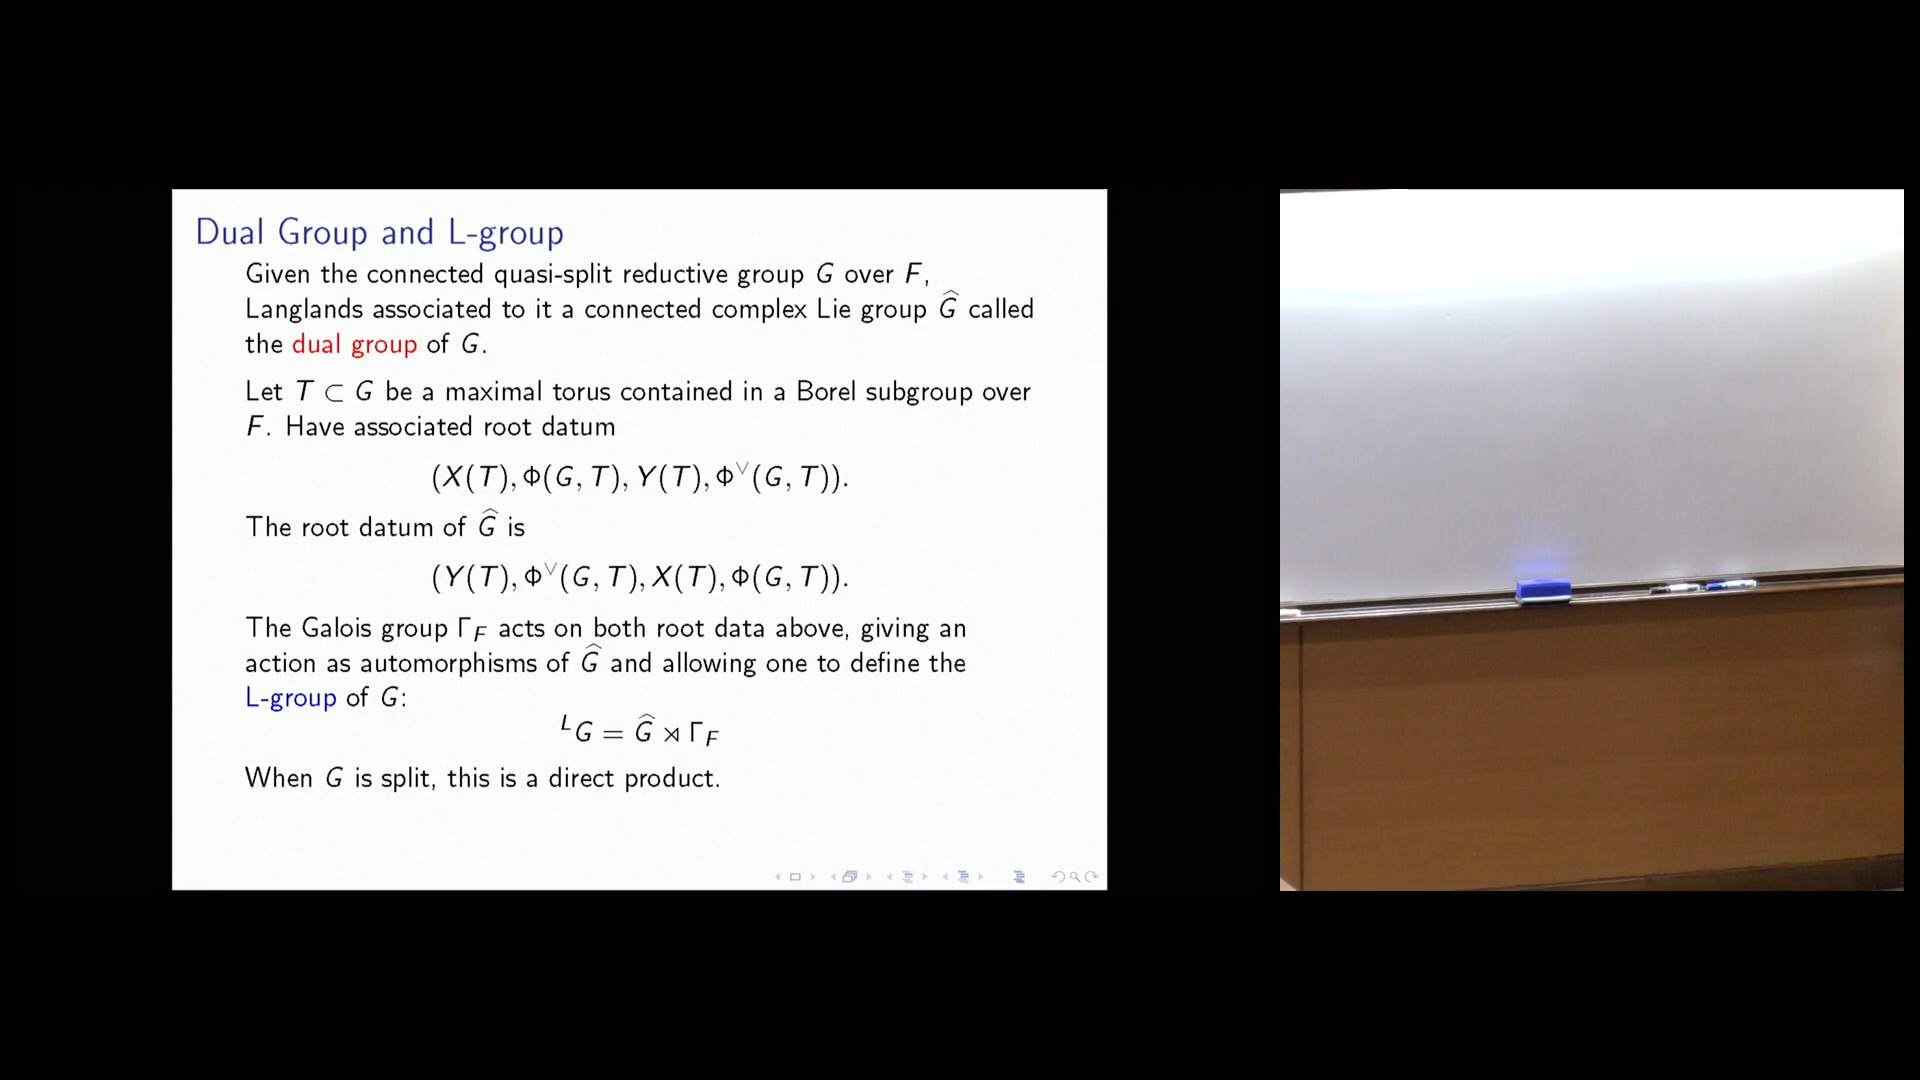 Dual Group and L-group
Given the connected quasi-split reductive group G over F,
Langlands associated to it a connected complex Lie group Ĝ called
the dual group of G.
Let T ⊂ G be a maximal torus contained in a Borel subgroup over
F. Have associated root datum
(X(T), Φ(G, T), Y(T), Φ^∨(G, T)).
The root datum of Ĝ is
(Y(T), Φ^∨(G, T), X(T), Φ(G, T)).
The Galois group Γ_F acts on both root data above, giving an
action as automorphisms of Ĝ and allowing one to define the
L-group of G:
^L G = Ĝ ⋊ Γ_F
When G is split, this is a direct product.